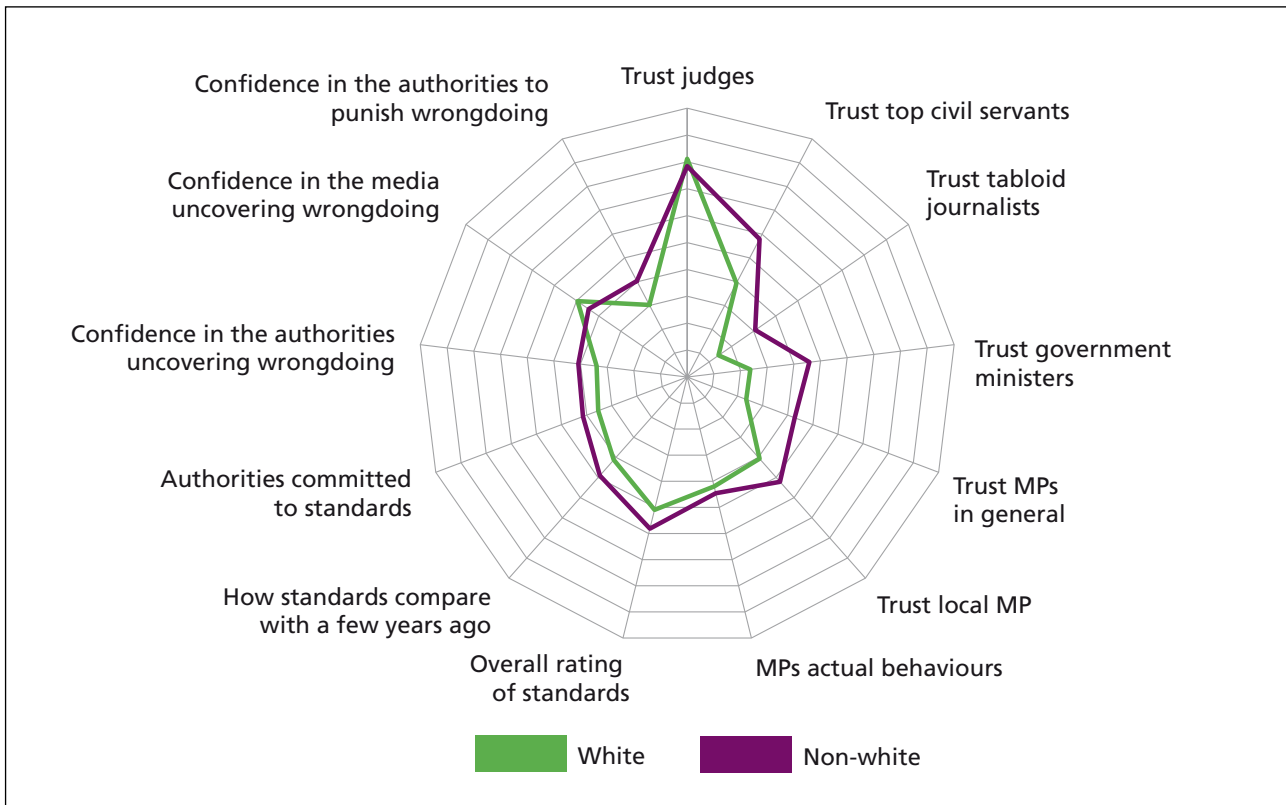 Trust judges
Trust top civil servants
Trust tabloid
journalists
Trust government
ministers
Trust MPs
in general
Trust local MP
MPs actual behaviours
Overall rating
of standards
How standards compare
with a few years ago
Authorities committed
to standards
Confidence in the authorities
uncovering wrongdoing
Confidence in the media
uncovering wrongdoing
Confidence in the authorities to
punish wrongdoing
White
Non-white